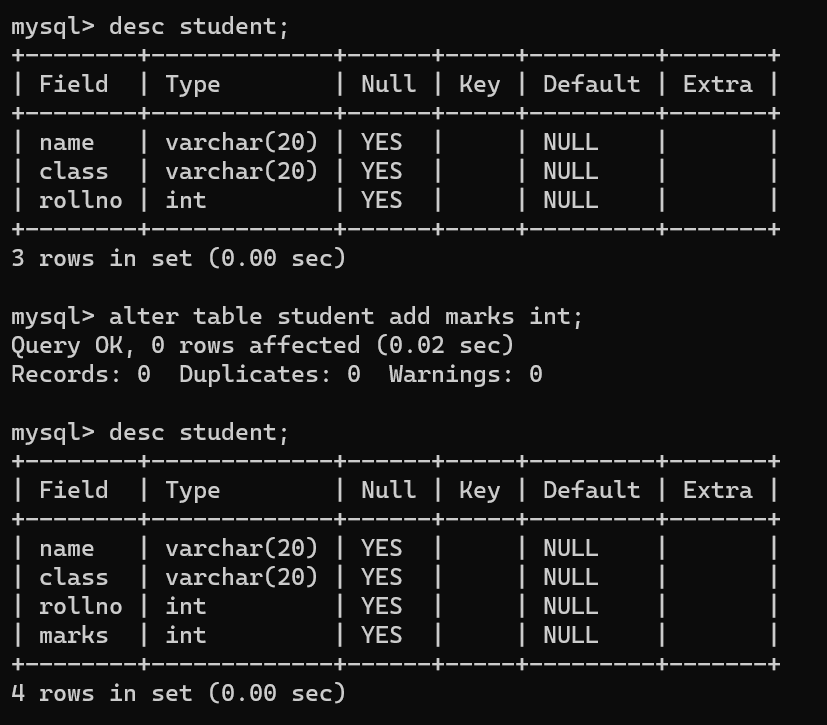 mysql> desc student;
+--------+-------------+------+-----+---------+-------+
| Field  | Type        | Null | Key | Default | Extra |
+--------+-------------+------+-----+---------+-------+
| name   | varchar(20) | YES  |     | NULL    |       |
| class  | varchar(20) | YES  |     | NULL    |       |
| rollno | int         | YES  |     | NULL    |       |
+--------+-------------+------+-----+---------+-------+
3 rows in set (0.00 sec)

mysql> alter table student add marks int;
Query OK, 0 rows affected (0.02 sec)
Records: 0  Duplicates: 0  Warnings: 0

mysql> desc student;
+--------+-------------+------+-----+---------+-------+
| Field  | Type        | Null | Key | Default | Extra |
+--------+-------------+------+-----+---------+-------+
| name   | varchar(20) | YES  |     | NULL    |       |
| class  | varchar(20) | YES  |     | NULL    |       |
| rollno | int         | YES  |     | NULL    |       |
| marks  | int         | YES  |     | NULL    |       |
+--------+-------------+------+-----+---------+-------+
4 rows in set (0.00 sec)